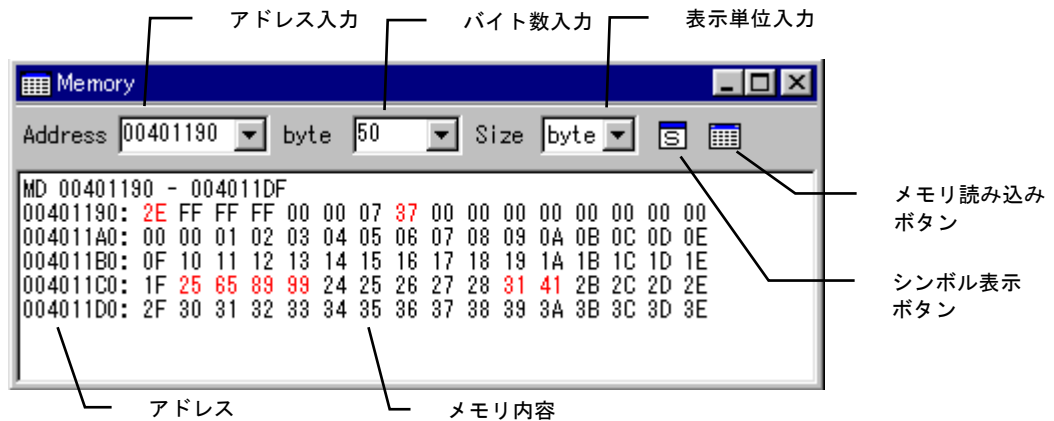 アドレス入力 バイト数入力 表示単位入力
Memory
Address 00401190 byte 50 Size byte S
MD 00401190 - 004011DF
00401190: 2E FF FF FF 00 00 07 37 00 00 00 00 00 00 00 00
004011A0: 00 00 01 02 03 04 05 06 07 08 09 0A 0B 0C 0D 0E
004011B0: 0F 10 11 12 13 14 15 16 17 18 19 1A 1B 1C 1D 1E
004011C0: 1F 25 65 89 99 24 25 26 27 28 31 41 2B 2C 2D 2E
004011D0: 2F 30 31 32 33 34 35 36 37 38 39 3A 3B 3C 3D 3E
メモリ読み込み
ボタン
シンボル表示
ボタン
アドレス メモリ内容